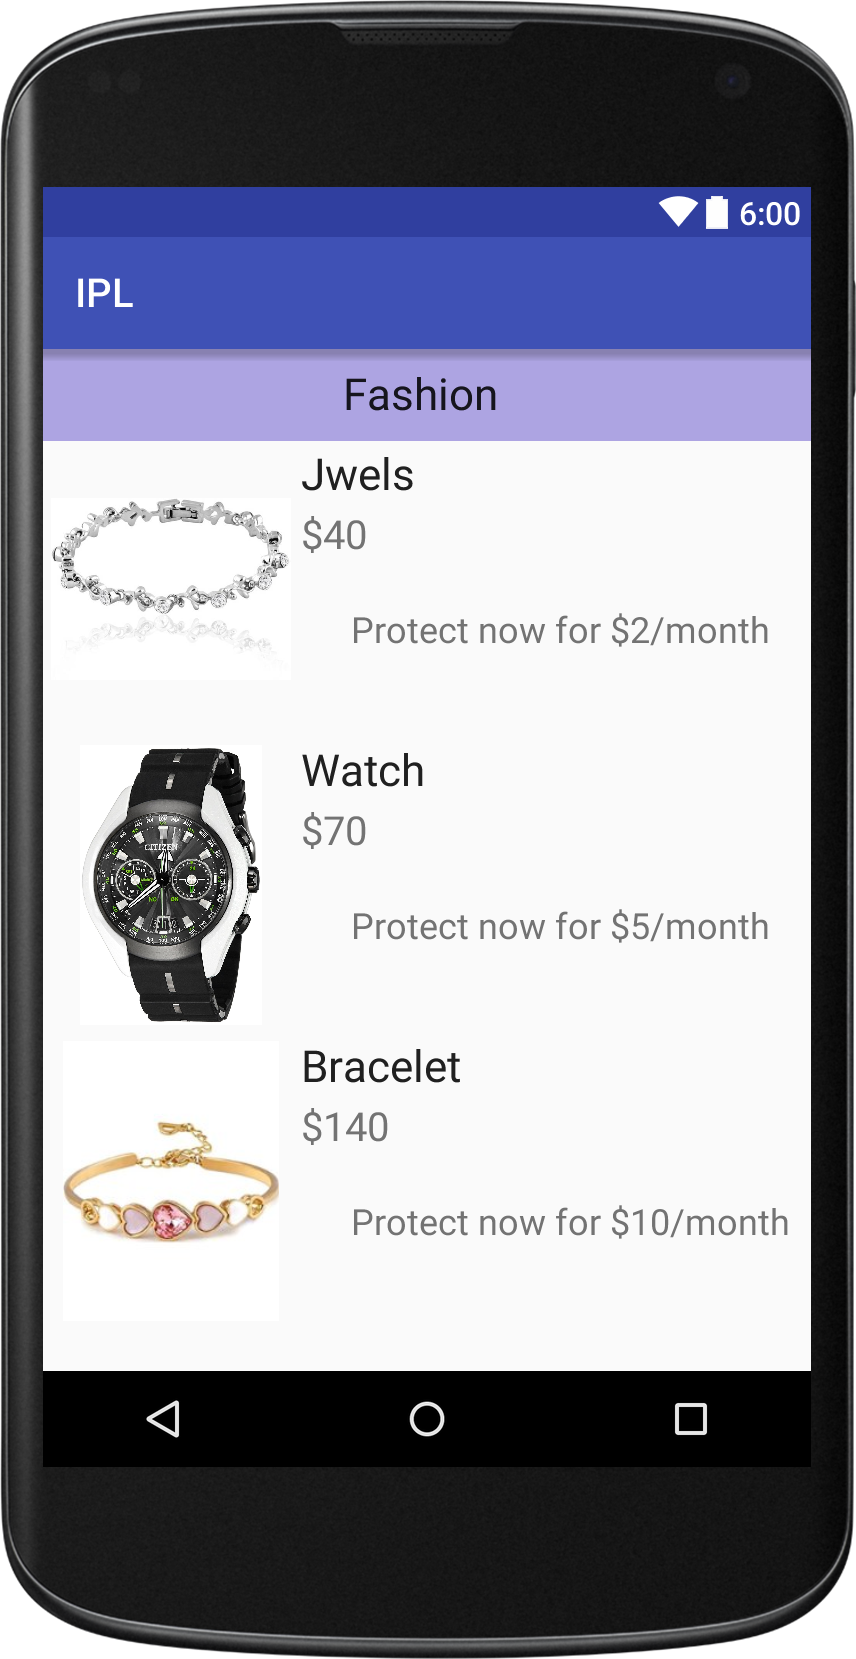 6:00
IPL
Fashion
Jwels
$40
Protect now for $2/month
Watch
$70
CITIZEN
Protect now for $5/month
Bracelet
$140
Protect now for $10/month